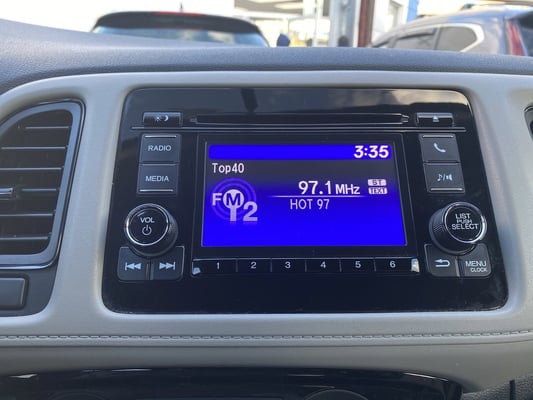 3:35
RADIO
Top40
MEDIA
97.1 MHz
ST
TEXT
FM
12
HOT 97
VOL
LIST
PUSH
SELECT
1 2 3 4 5 6
MENU
CLOCK